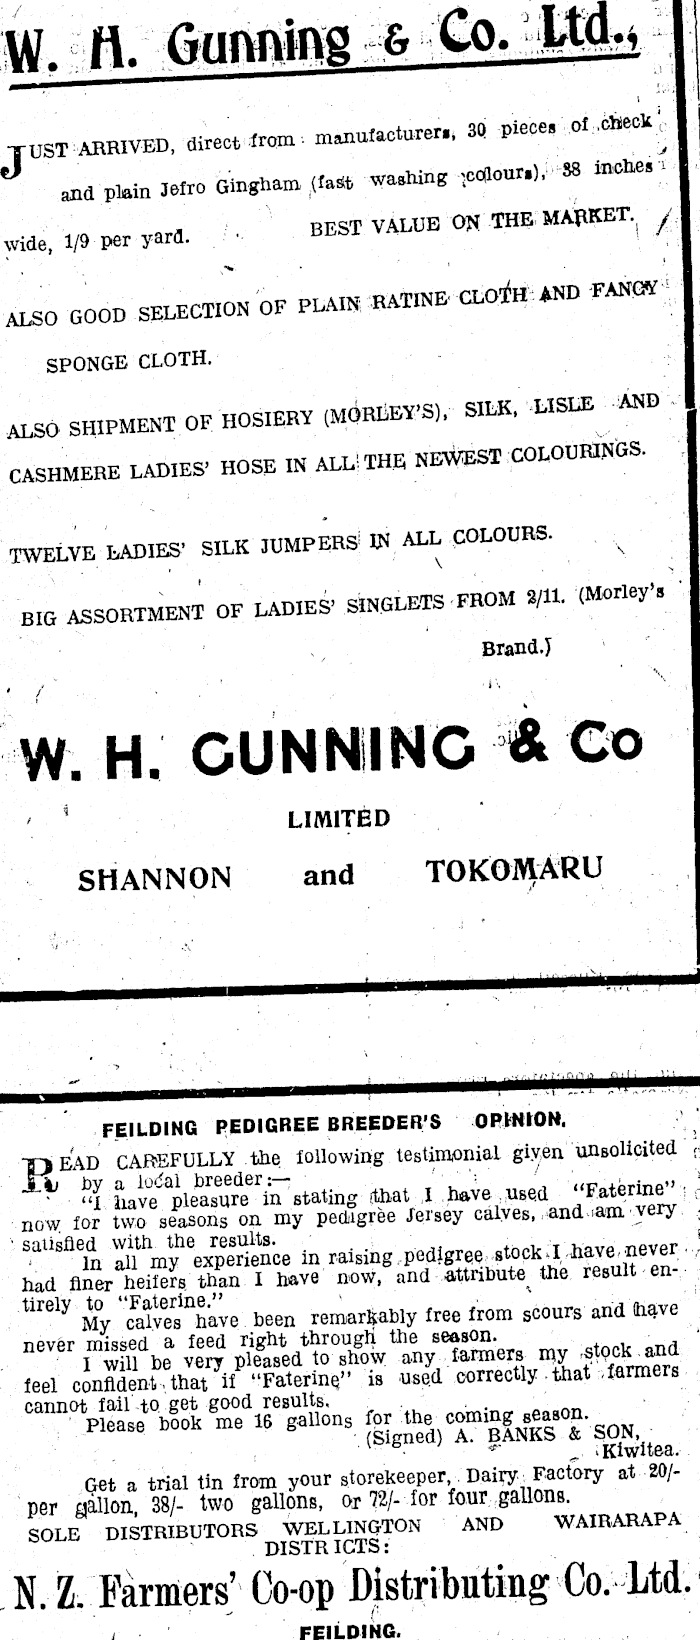 W. H. Gunning & Co. Ltd.,
JUST ARRIVED, direct from manufacturers, 30 pieces of check
and plain Jefro Gingham (fast washing colours), 38 inches
wide, 1/9 per yard. BEST VALUE ON THE MARKET.
ALSO GOOD SELECTION OF PLAIN RATINE CLOTH AND FANCY
SPONGE CLOTH.
ALSO SHIPMENT OF HOSIERY (MORLEY'S), SILK, LISLE AND
CASHMERE LADIES' HOSE IN ALL THE NEWEST COLOURINGS.
TWELVE LADIES' SILK JUMPERS IN ALL COLOURS.
BIG ASSORTMENT OF LADIES' SINGLETS FROM 2/11. (Morley's
Brand.)
W. H. GUNNING & Co
LIMITED
SHANNON and TOKOMARU
FEILDING PEDIGREE BREEDER'S OPINION.
READ CAREFULLY the following testimonial given unsolicited
by a local breeder:—
"I have pleasure in stating that I have used "Faterine"
now for two seasons on my pedigree Jersey calves, and am very
satisfied with the results.
In all my experience in raising pedigree stock I have never
had finer heifers than I have now, and attribute the result en-
tirely to "Faterine."
My calves have been remarkably free from scours and have
never missed a feed right through the season.
I will be very pleased to show any farmers my stock and
feel confident that if "Faterine" is used correctly that farmers
cannot fail to get good results.
Please book me 16 gallons for the coming season.
(Signed) A. BANKS & SON,
Kiwitea.
Get a trial tin from your storekeeper, Dairy Factory at 20/-
per gallon, 38/- two gallons, or 72/- for four gallons.
SOLE DISTRIBUTORS WELLINGTON AND WAIRARAPA
DISTRICTS:
N. Z. Farmers' Co-op Distributing Co. Ltd.
FEILDING.